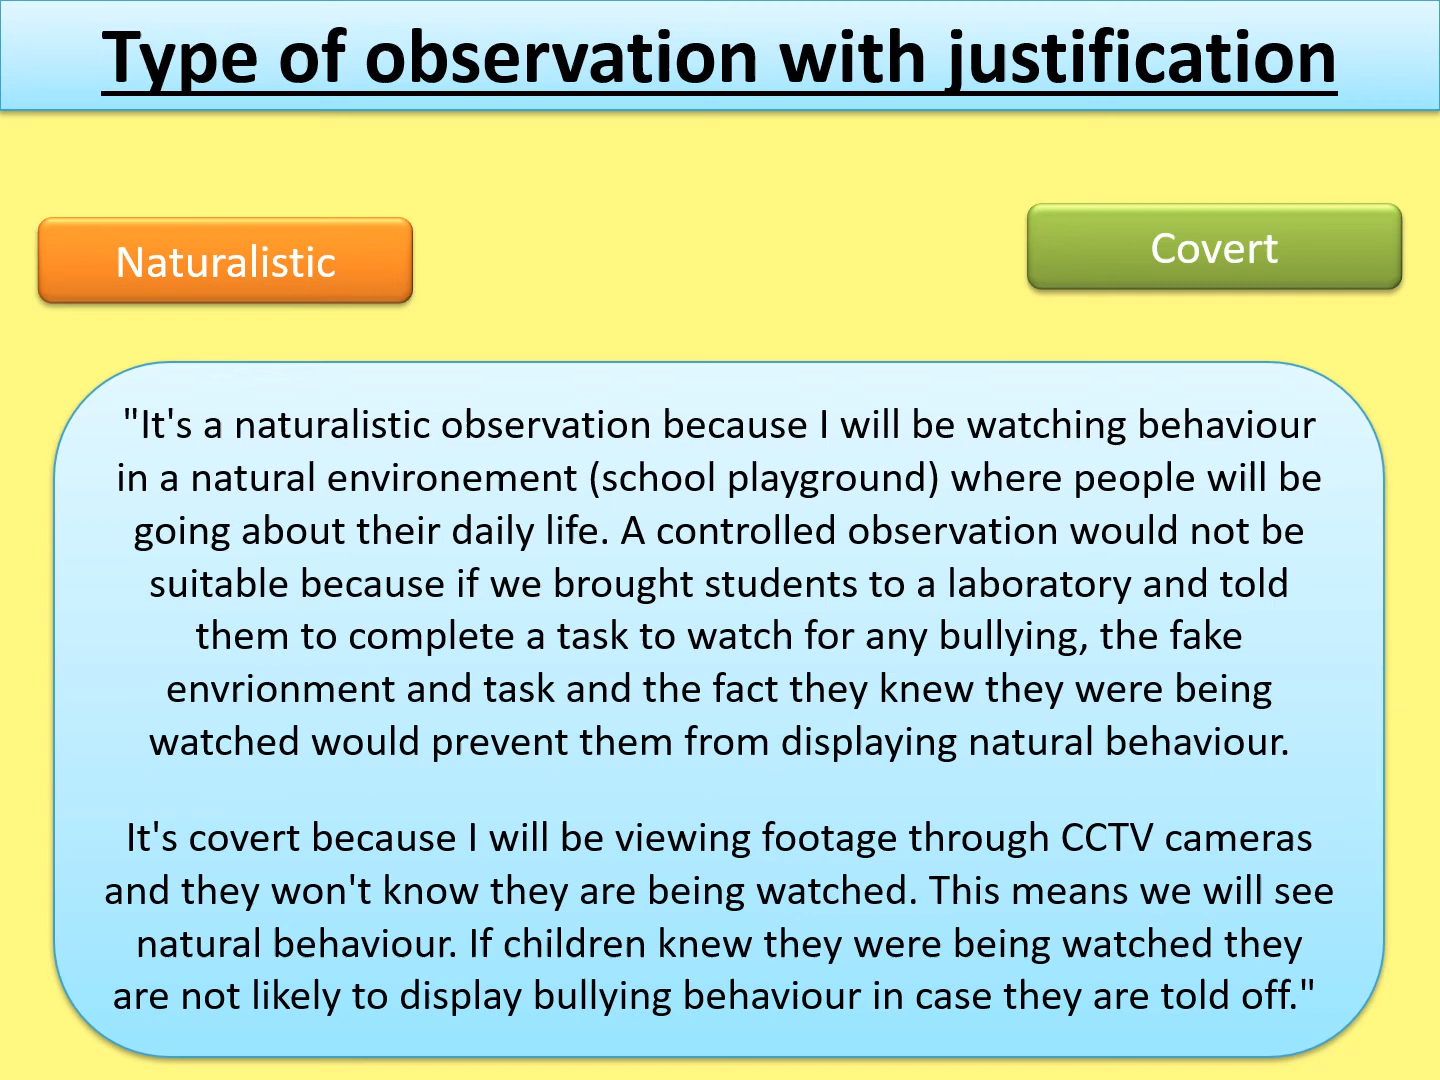 Type of observation with justification
Naturalistic
Covert
"It's a naturalistic observation because I will be watching behaviour
in a natural environement (school playground) where people will be
going about their daily life. A controlled observation would not be
suitable because if we brought students to a laboratory and told
them to complete a task to watch for any bullying, the fake
envrionment and task and the fact they knew they were being
watched would prevent them from displaying natural behaviour.
It's covert because I will be viewing footage through CCTV cameras
and they won't know they are being watched. This means we will see
natural behaviour. If children knew they were being watched they
are not likely to display bullying behaviour in case they are told off."